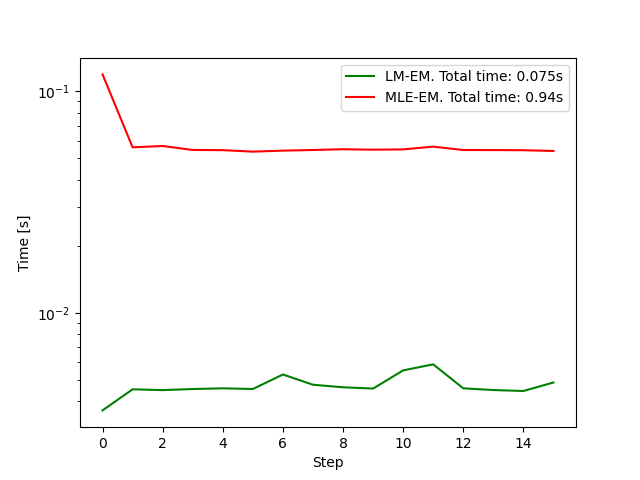 LM-EM. Total time: 0.075s
MLE-EM. Total time: 0.94s
10⁻¹
10⁻²
Time [s]
0 2 4 6 8 10 12 14
Step